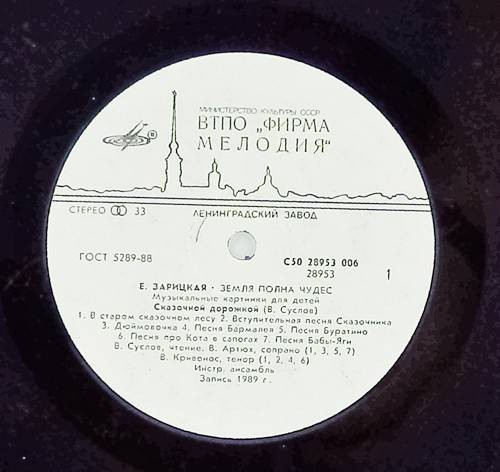 МИНИСТЕРСТВО КУЛЬТУРЫ СССР
ВТПО „ФИРМА
МЕЛОДИЯ"
СТЕРЕО 33
ЛЕНИНГРАДСКИЙ ЗАВОД
ГОСТ 5289-88
С50 28953 006
28953
1
Е. ЗАРИЦКАЯ · ЗЕМЛЯ ПОЛНА ЧУДЕС
Музыкальные картинки для детей
Сказочной дорожкой (В. Суслов)
1. В старом сказочном лесу 2. Вступительная песня Сказочника
3. Дюймовочка 4. Песня Бармалея 5. Песня Буратино
6. Песня про Кота в сапогах 7. Песня Бабы-Яги
В. Суслов, чтение. В. Артюх, сопрано (1, 3, 5, 7)
В. Кривонос, тенор (1, 2, 4, 6)
Инстр. ансамбль
Запись 1989 г.